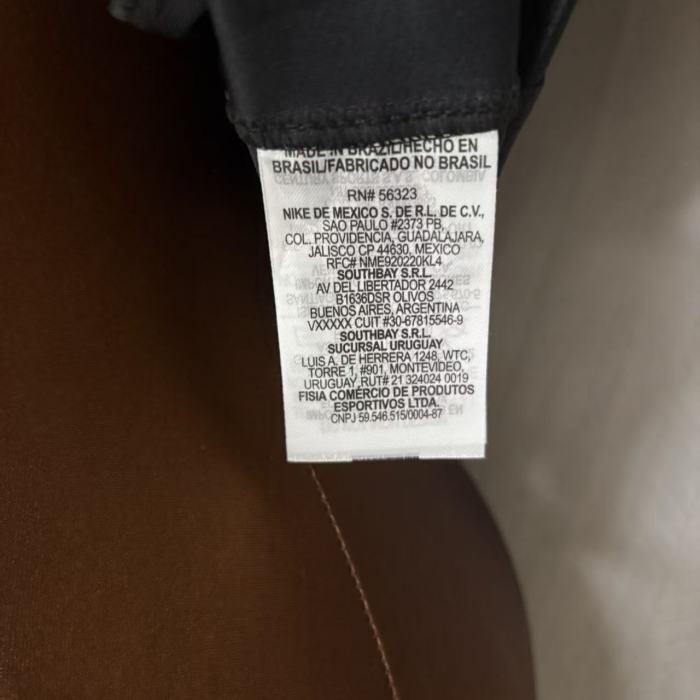 MADE IN BRAZIL/HECHO EN
BRASIL/FABRICADO NO BRASIL
RN# 56323
NIKE DE MEXICO S. DE R.L. DE C.V.,
SAO PAULO #2373 PB,
COL. PROVIDENCIA, GUADALAJARA,
JALISCO CP 44630, MEXICO
RFC# NME920220KL4
SOUTHBAY S.R.L.
AV DEL LIBERTADOR 2442
B1636DSR OLIVOS
BUENOS AIRES, ARGENTINA
VXXXXX CUIT #30-67815546-9
SOUTHBAY S.R.L.
SUCURSAL URUGUAY
LUIS A. DE HERRERA 1248, WTC,
TORRE 1, #901, MONTEVIDEO,
URUGUAY, RUT# 21 324024 0019
FISIA COMÉRCIO DE PRODUTOS
ESPORTIVOS LTDA.
CNPJ 59.546.515/0004-87